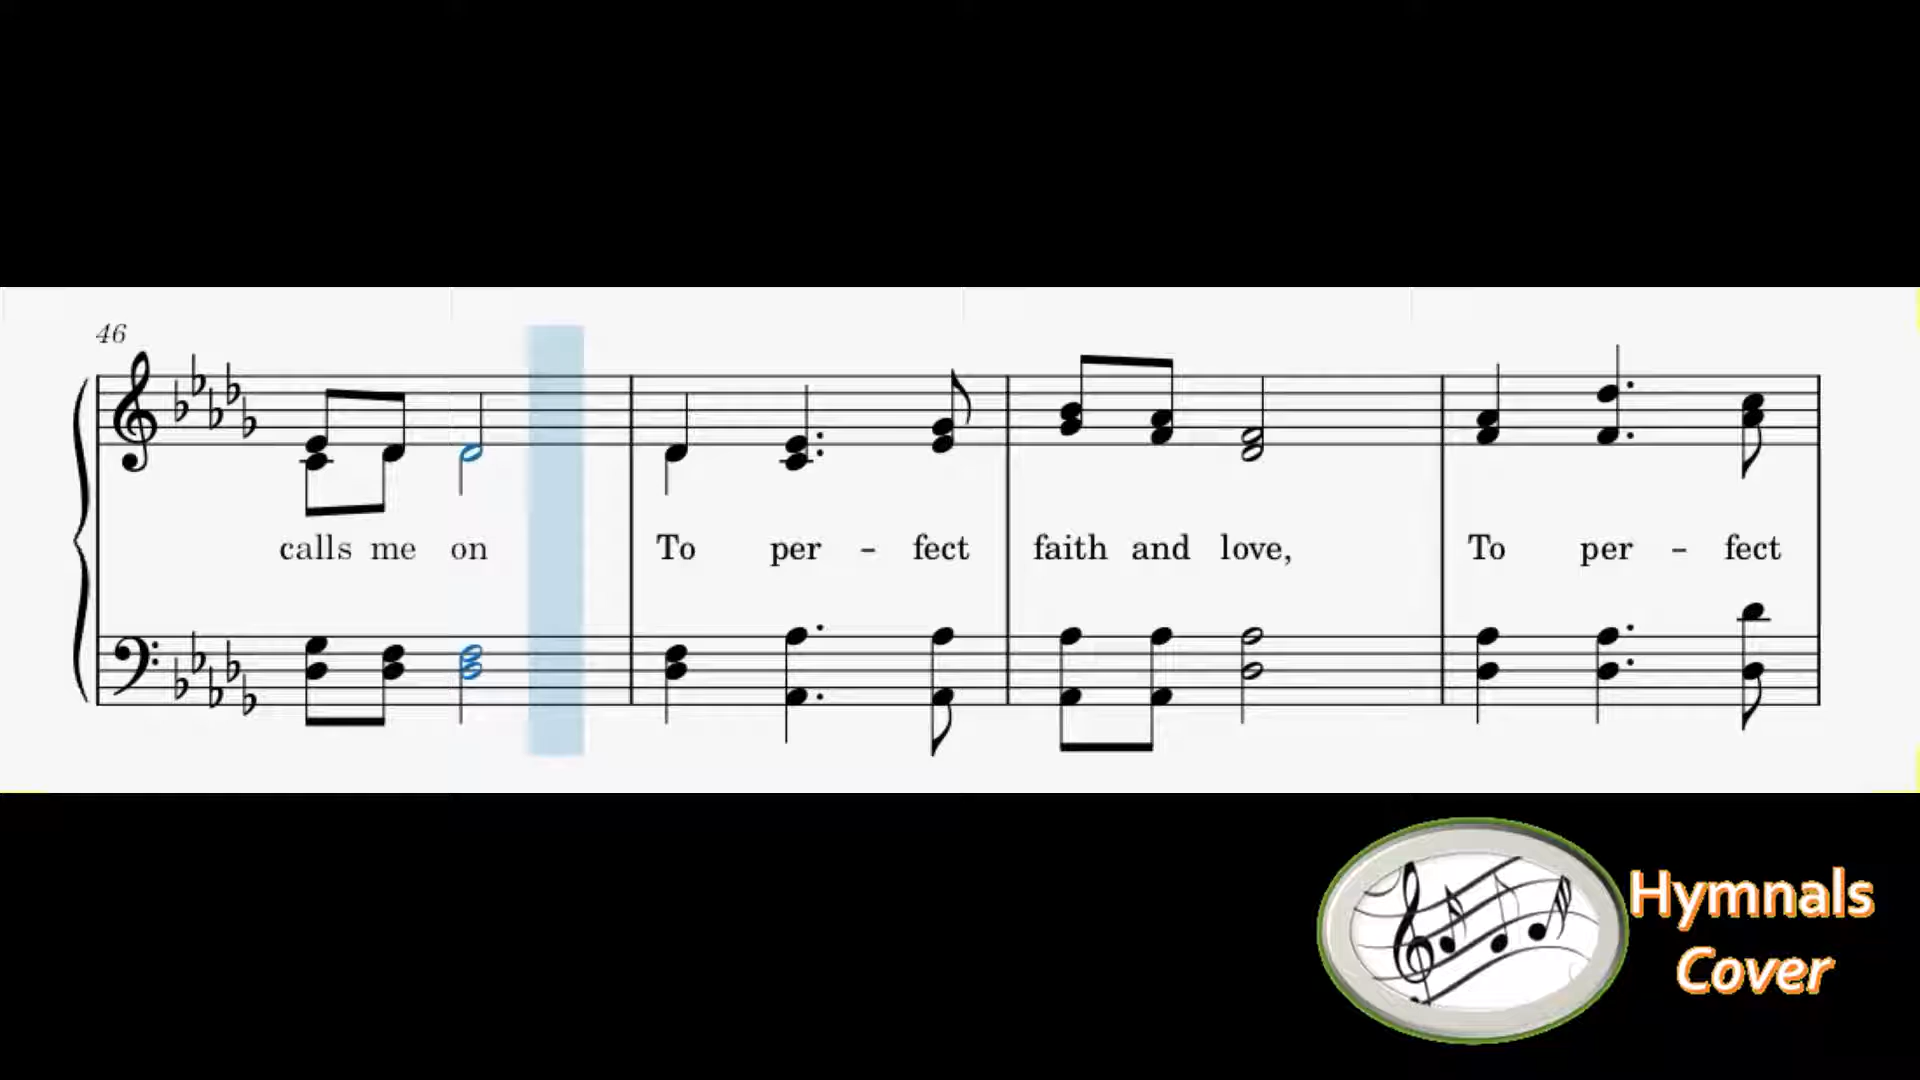 46
calls me on To per - fect faith and love, To per - fect
Hymnals
Cover